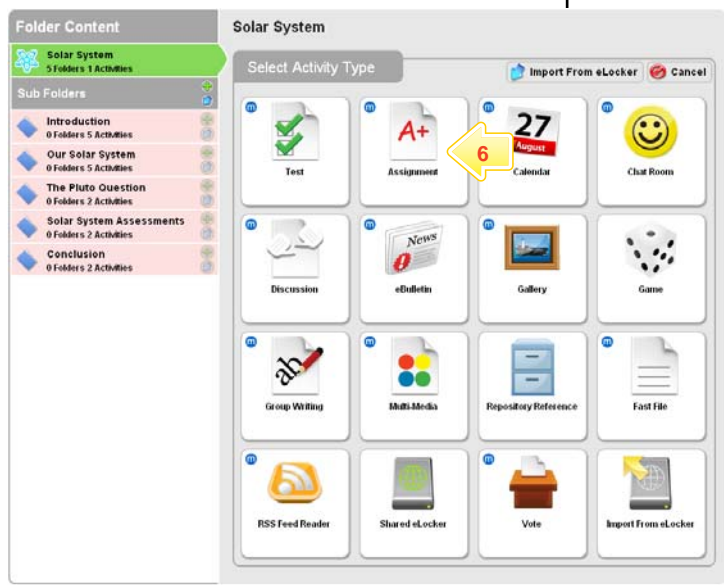 Folder Content
Solar System
5 Folders 1 Activities
Sub Folders
Introduction
0 Folders 5 Activities
Our Solar System
0 Folders 5 Activities
The Pluto Question
0 Folders 2 Activities
Solar System Assessments
0 Folders 2 Activities
Conclusion
0 Folders 2 Activities
Solar System
Select Activity Type
Import From eLocker
Cancel
m
Test
m
A+
Assignment
6
m
27
August
Calendar
m
Chat Room
m
Discussion
m
News
eBulletin
m
Gallery
Game
m
ab
Group Writing
m
Multi-Media
Repository Reference
m
Fast File
m
RSS Feed Reader
Shared eLocker
m
Vote
Import From eLocker